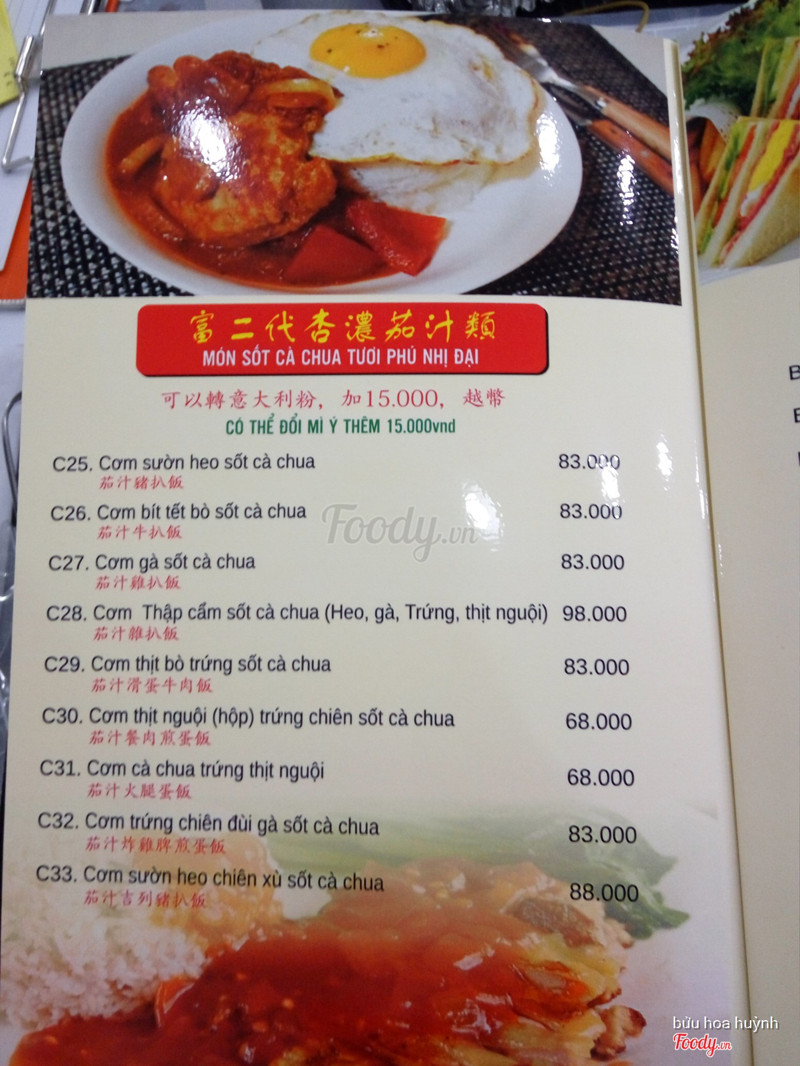 富二代杏濃茄汁類
MÓN SỐT CÀ CHUA TƯƠI PHÚ NHỊ ĐẠI
可以轉意大利粉，加15.000，越幣
CÓ THỂ ĐỔI MÌ Ý THÊM 15.000vnd
C25. Cơm sườn heo sốt cà chua 83.000
茄汁豬扒飯
C26. Cơm bít tết bò sốt cà chua 83.000
茄汁牛扒飯
C27. Cơm gà sốt cà chua 83.000
茄汁雞扒飯
C28. Cơm Thập cẩm sốt cà chua (Heo, gà, Trứng, thịt nguội) 98.000
茄汁雜扒飯
C29. Cơm thịt bò trứng sốt cà chua 83.000
茄汁滑蛋牛肉飯
C30. Cơm thịt nguội (hộp) trứng chiên sốt cà chua 68.000
茄汁餐肉煎蛋飯
C31. Cơm cà chua trứng thịt nguội 68.000
茄汁火腿蛋飯
C32. Cơm trứng chiên đùi gà sốt cà chua 83.000
茄汁炸雞脾煎蛋飯
C33. Cơm sườn heo chiên xù sốt cà chua 88.000
茄汁吉列豬扒飯
Foody.vn
bửu hoa huỳnh
Foody.vn